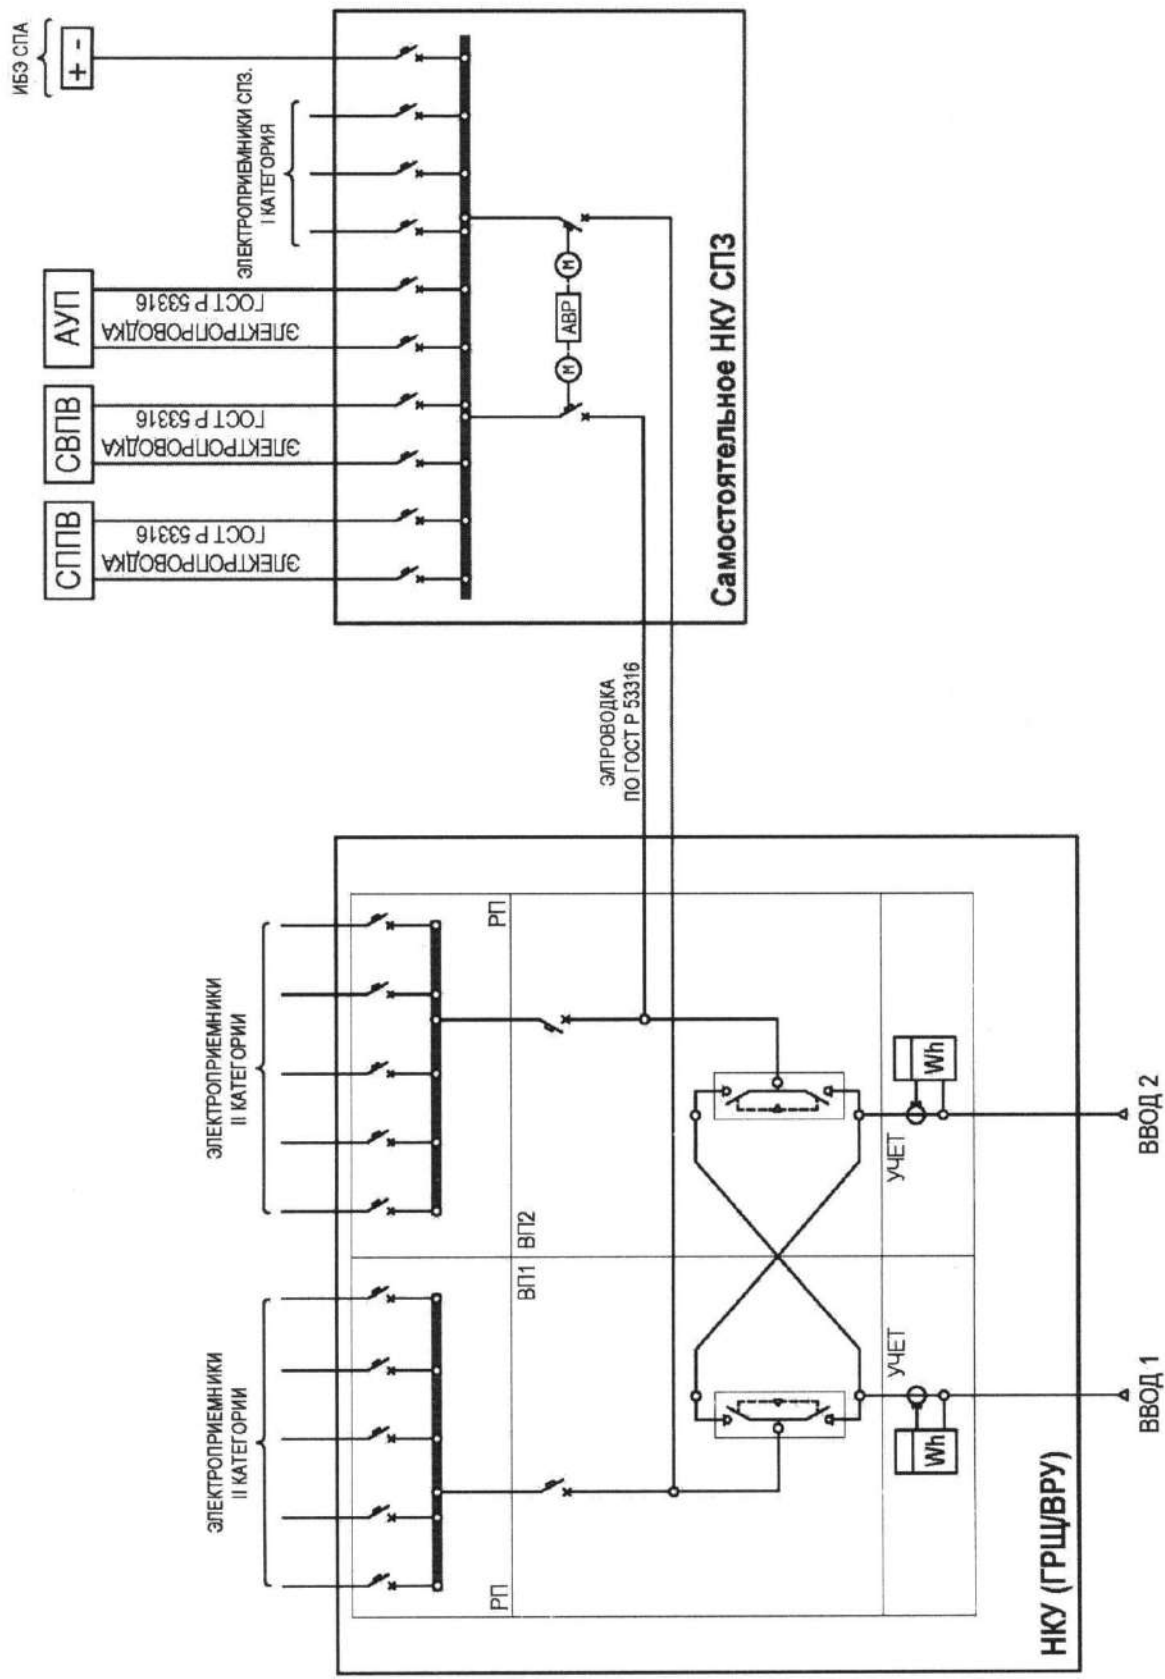 ЭЛЕКТРОПРИЕМНИКИ
II КАТЕГОРИИ
ЭЛЕКТРОПРИЕМНИКИ
II КАТЕГОРИИ
РП
РП
ВП1
ВП2
УЧЕТ
УЧЕТ
Wh
Wh
НКУ (ГРЩ/ВРУ)
ВВОД 1
ВВОД 2
Э/ПРОВОДКА
ПО ГОСТ Р 53316
СППВ
СВПВ
АУП
ЭЛЕКТРОПРОВОДКА
ГОСТ Р 53316
ЭЛЕКТРОПРОВОДКА
ГОСТ Р 53316
ЭЛЕКТРОПРОВОДКА
ГОСТ Р 53316
ЭЛЕКТРОПРИЕМНИКИ СПЗ.
I КАТЕГОРИЯ
ИБЭ СПА
+ -
М
АВР
М
Самостоятельное НКУ СПЗ